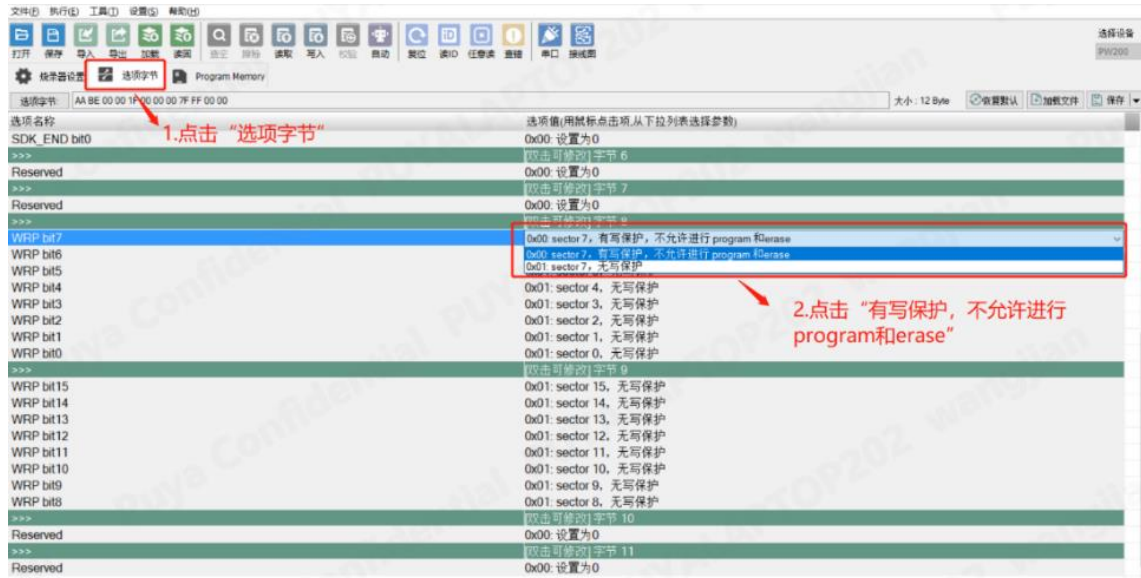 文件(F) 执行(E) 工具(D) 设置(S) 帮助(H)
打开 保存 导入 导出 加载 读回 查空 擦除 读取 写入 校验 自动 复位 读ID 任意读 查错 串口 接线图
选择设备
PW200
烧录器设置 选项字节 Program Memory
选项字节: AA BE 00 00 1F 00 00 00 7F FF 00 00 大小 : 12 Byte 恢复默认 加载文件 保存
1.点击“选项字节”
选项名称 选项值(用鼠标点击项,从下拉列表选择参数)
SDK_END bit0 0x00: 设置为0
>>> [双击可修改] 字节 6
Reserved 0x00: 设置为0
>>> [双击可修改] 字节 7
Reserved 0x00: 设置为0
>>> [双击可修改] 字节 8
WRP bit7 0x00: sector 7，有写保护，不允许进行 program 和erase
WRP bit6 0x00: sector 7，有写保护，不允许进行 program 和erase
WRP bit5 0x01: sector 7，无写保护
WRP bit4 0x01: sector 4，无写保护
WRP bit3 0x01: sector 3，无写保护
WRP bit2 0x01: sector 2，无写保护
WRP bit1 0x01: sector 1，无写保护
WRP bit0 0x01: sector 0，无写保护
2.点击“有写保护，不允许进行
program和erase”
>>> [双击可修改] 字节 9
WRP bit15 0x01: sector 15，无写保护
WRP bit14 0x01: sector 14，无写保护
WRP bit13 0x01: sector 13，无写保护
WRP bit12 0x01: sector 12，无写保护
WRP bit11 0x01: sector 11，无写保护
WRP bit10 0x01: sector 10，无写保护
WRP bit9 0x01: sector 9，无写保护
WRP bit8 0x01: sector 8，无写保护
>>> [双击可修改] 字节 10
Reserved 0x00: 设置为0
>>> [双击可修改] 字节 11
Reserved 0x00: 设置为0